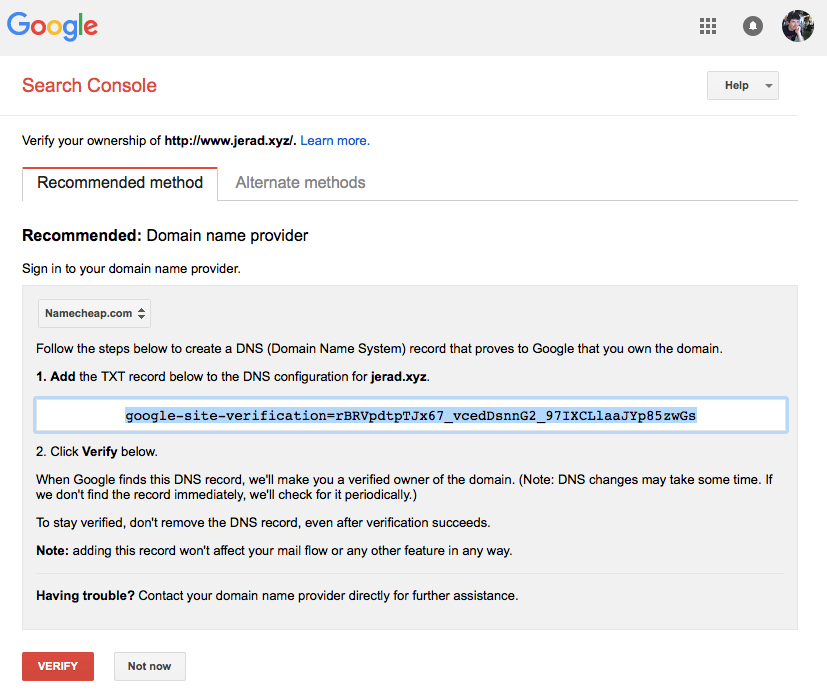 Google
Search Console
Help
Verify your ownership of http://www.jerad.xyz/. Learn more.
Recommended method
Alternate methods
Recommended: Domain name provider
Sign in to your domain name provider.
Namecheap.com
Follow the steps below to create a DNS (Domain Name System) record that proves to Google that you own the domain.
1. Add the TXT record below to the DNS configuration for jerad.xyz.
google-site-verification=rBRVpdtpTJx67_vcedDsnnG2_97IXCLlaaJYp85zwGs
2. Click Verify below.
When Google finds this DNS record, we'll make you a verified owner of the domain. (Note: DNS changes may take some time. If
we don't find the record immediately, we'll check for it periodically.)
To stay verified, don't remove the DNS record, even after verification succeeds.
Note: adding this record won't affect your mail flow or any other feature in any way.
Having trouble? Contact your domain name provider directly for further assistance.
VERIFY
Not now